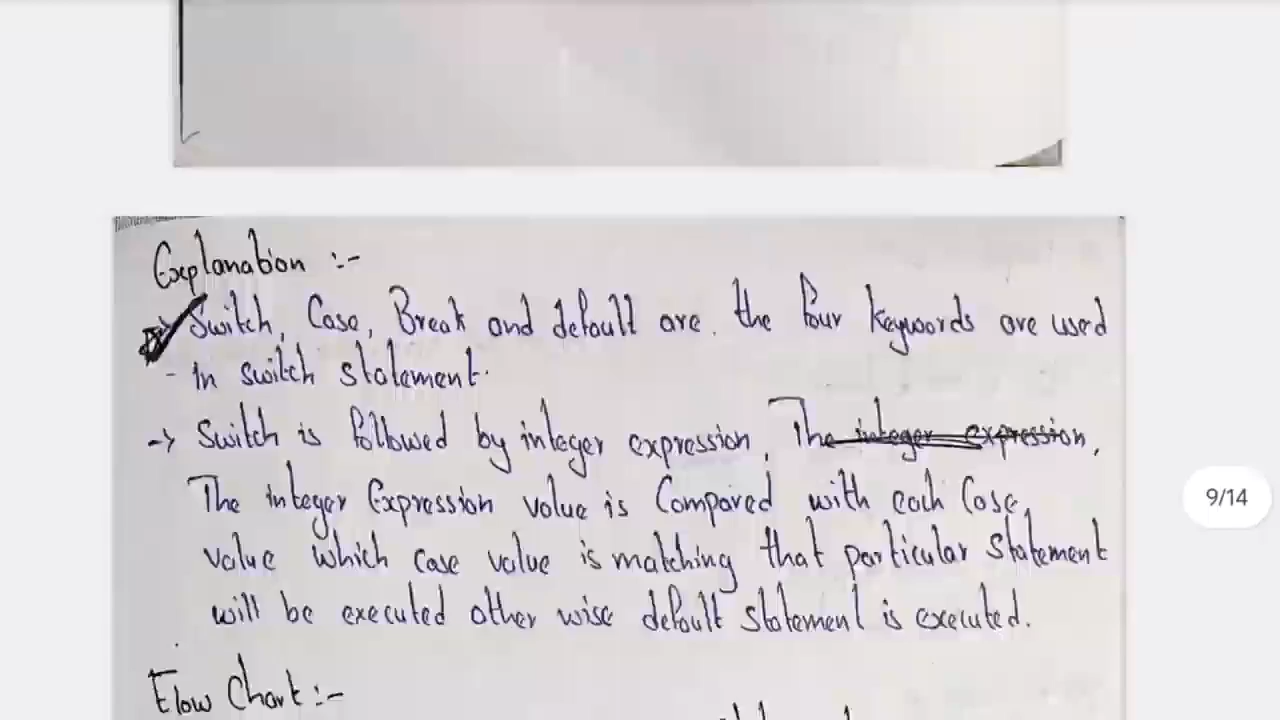 Explanation :-
Switch, Case, Break and default are. the four keywords are used
- In switch statement.
-> Switch is followed by integer expression, The integer expression,
The integer Expression value is Compared with each Case,
value which case value is matching that particular statement
will be executed other wise default statement is executed.
Flow Chart :-
9/14